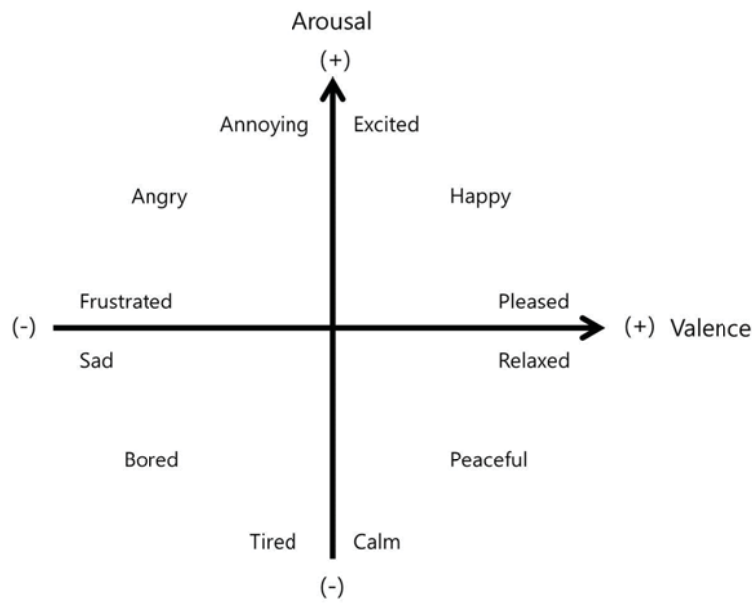 Arousal
(+)
Annoying Excited
Angry Happy
Frustrated Pleased
(-) (+) Valence
Sad Relaxed
Bored Peaceful
Tired Calm
(-)